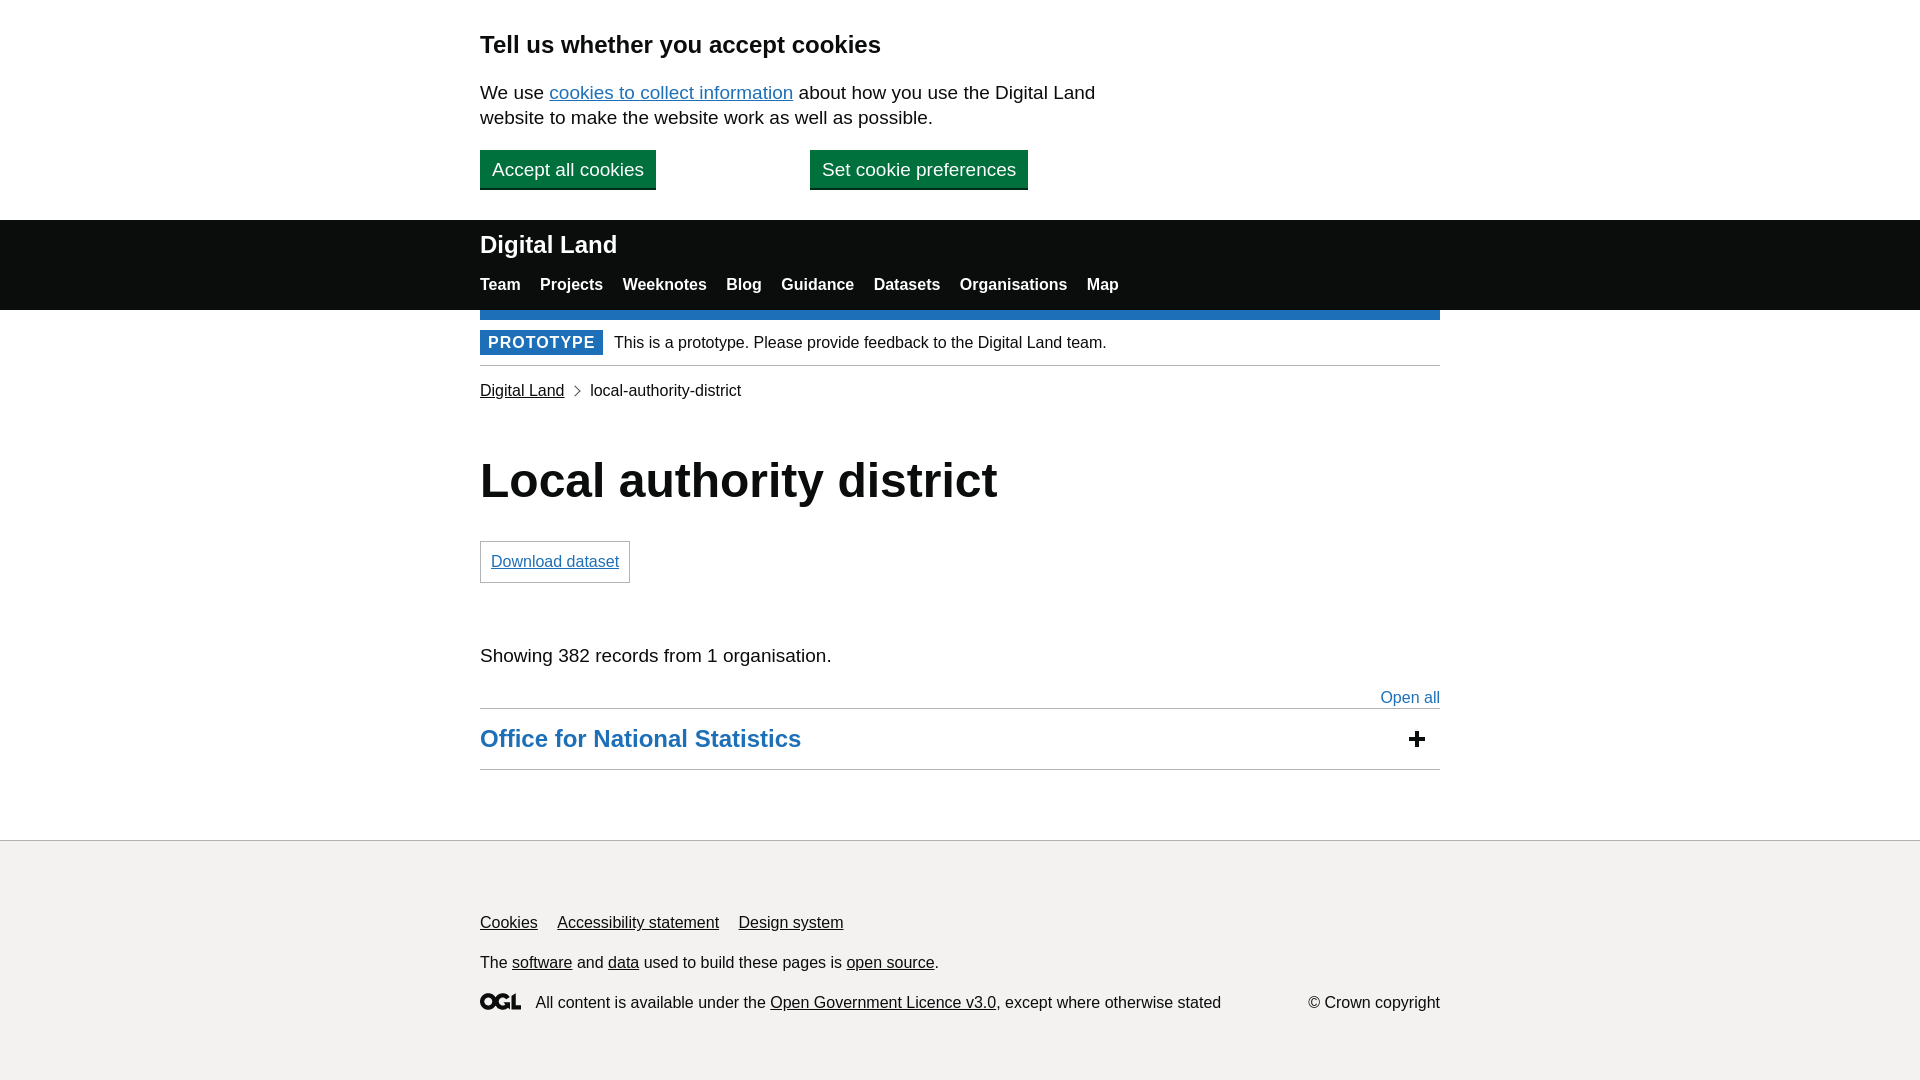 Tell us whether you accept cookies
We use cookies to collect information about how you use the Digital Land
website to make the website work as well as possible.
Accept all cookies Set cookie preferences
Digital Land
Team Projects Weeknotes Blog Guidance Datasets Organisations Map
PROTOTYPE This is a prototype. Please provide feedback to the Digital Land team.
Digital Land local-authority-district
Local authority district
Download dataset
Showing 382 records from 1 organisation.
Open all
Office for National Statistics
Cookies Accessibility statement Design system
The software and data used to build these pages is open source.
OGL All content is available under the Open Government Licence v3.0, except where otherwise stated © Crown copyright